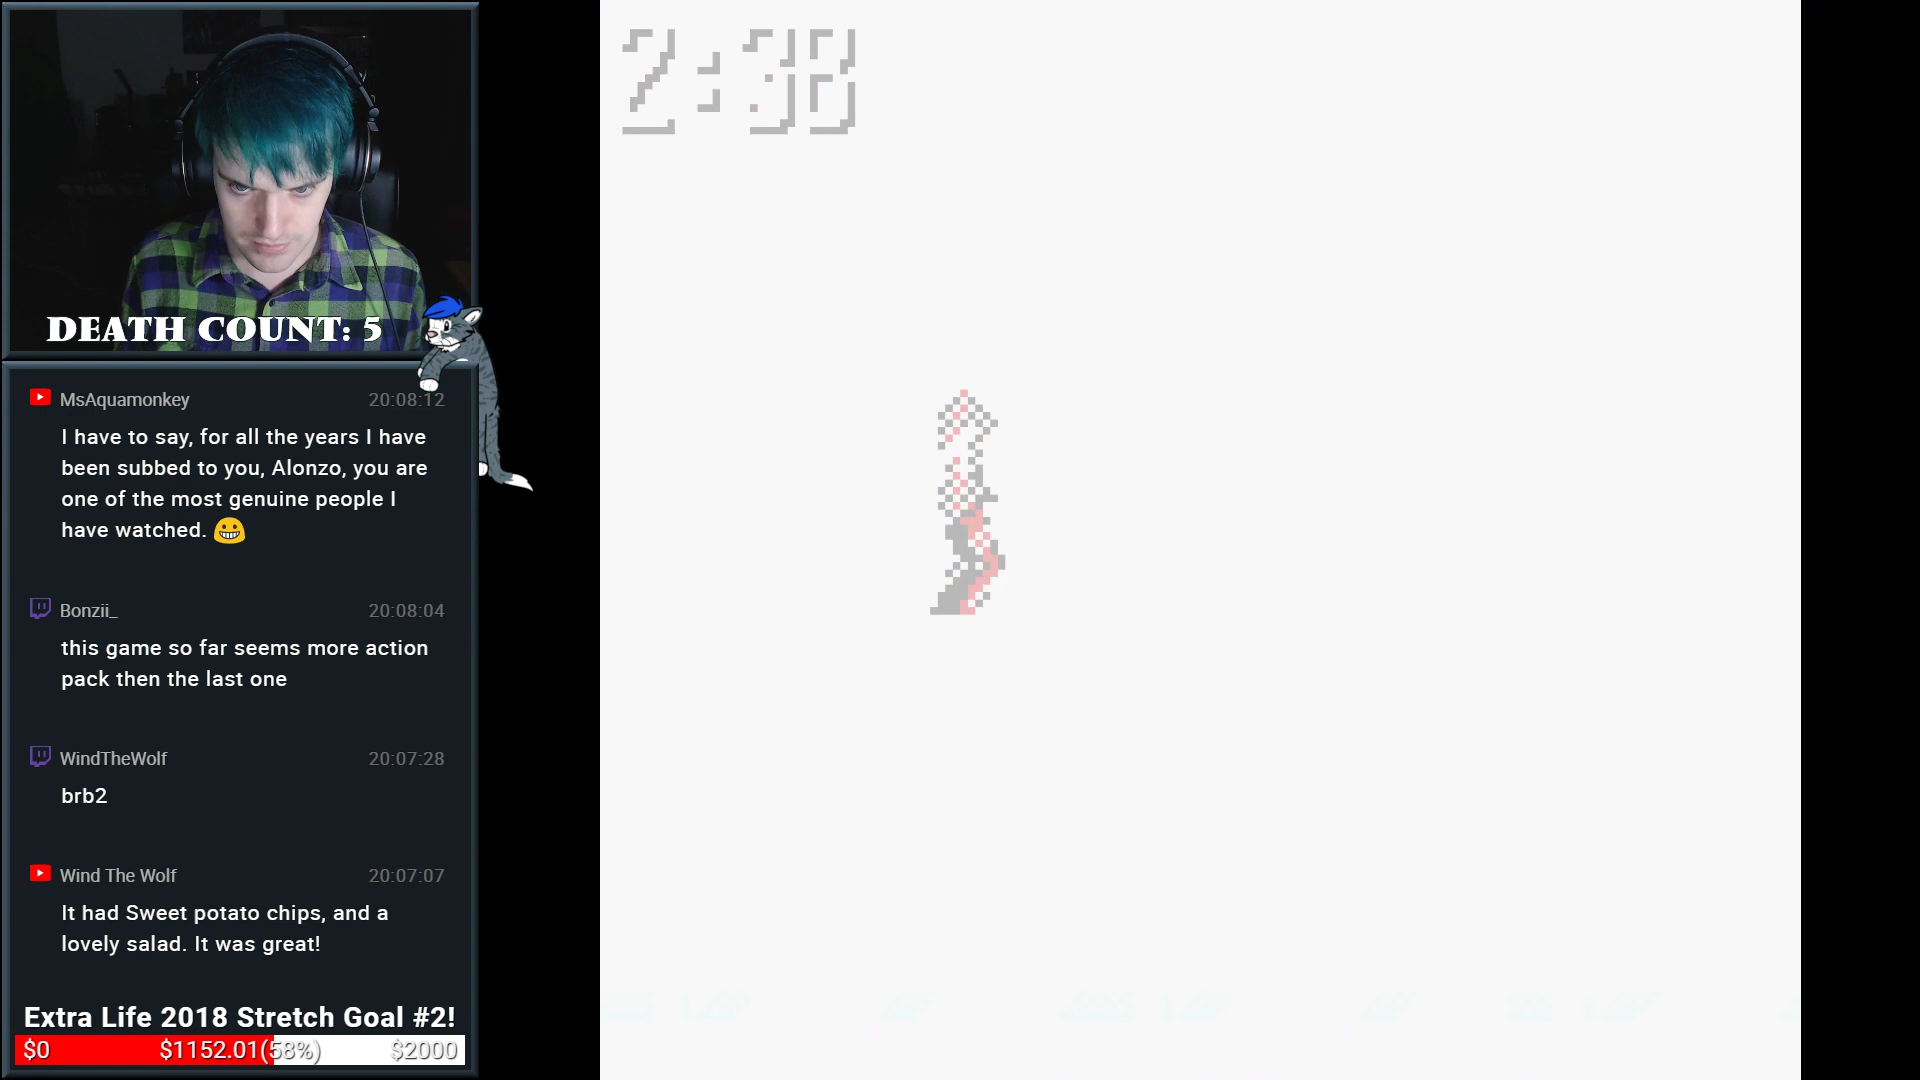 2:38
DEATH COUNT: 5
MsAquamonkey 20:08:12
I have to say, for all the years I have
been subbed to you, Alonzo, you are
one of the most genuine people I
have watched. 😀
Bonzii_ 20:08:04
this game so far seems more action
pack then the last one
WindTheWolf 20:07:28
brb2
Wind The Wolf 20:07:07
It had Sweet potato chips, and a
lovely salad. It was great!
Extra Life 2018 Stretch Goal #2!
$0 $1152.01(58%) $2000